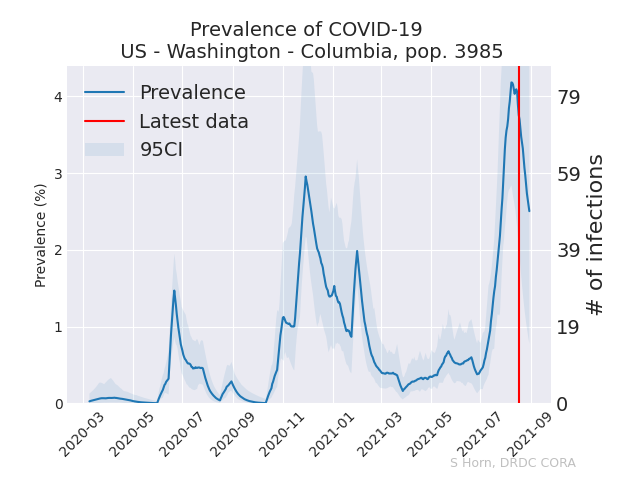 Prevalence of COVID-19
US - Washington - Columbia, pop. 3985
Prevalence
Latest data
95CI
Prevalence (%)
4
3
2
1
0
79
59
39
19
0
# of infections
2020-03
2020-05
2020-07
2020-09
2020-11
2021-01
2021-03
2021-05
2021-07
2021-09
S Horn, DRDC CORA